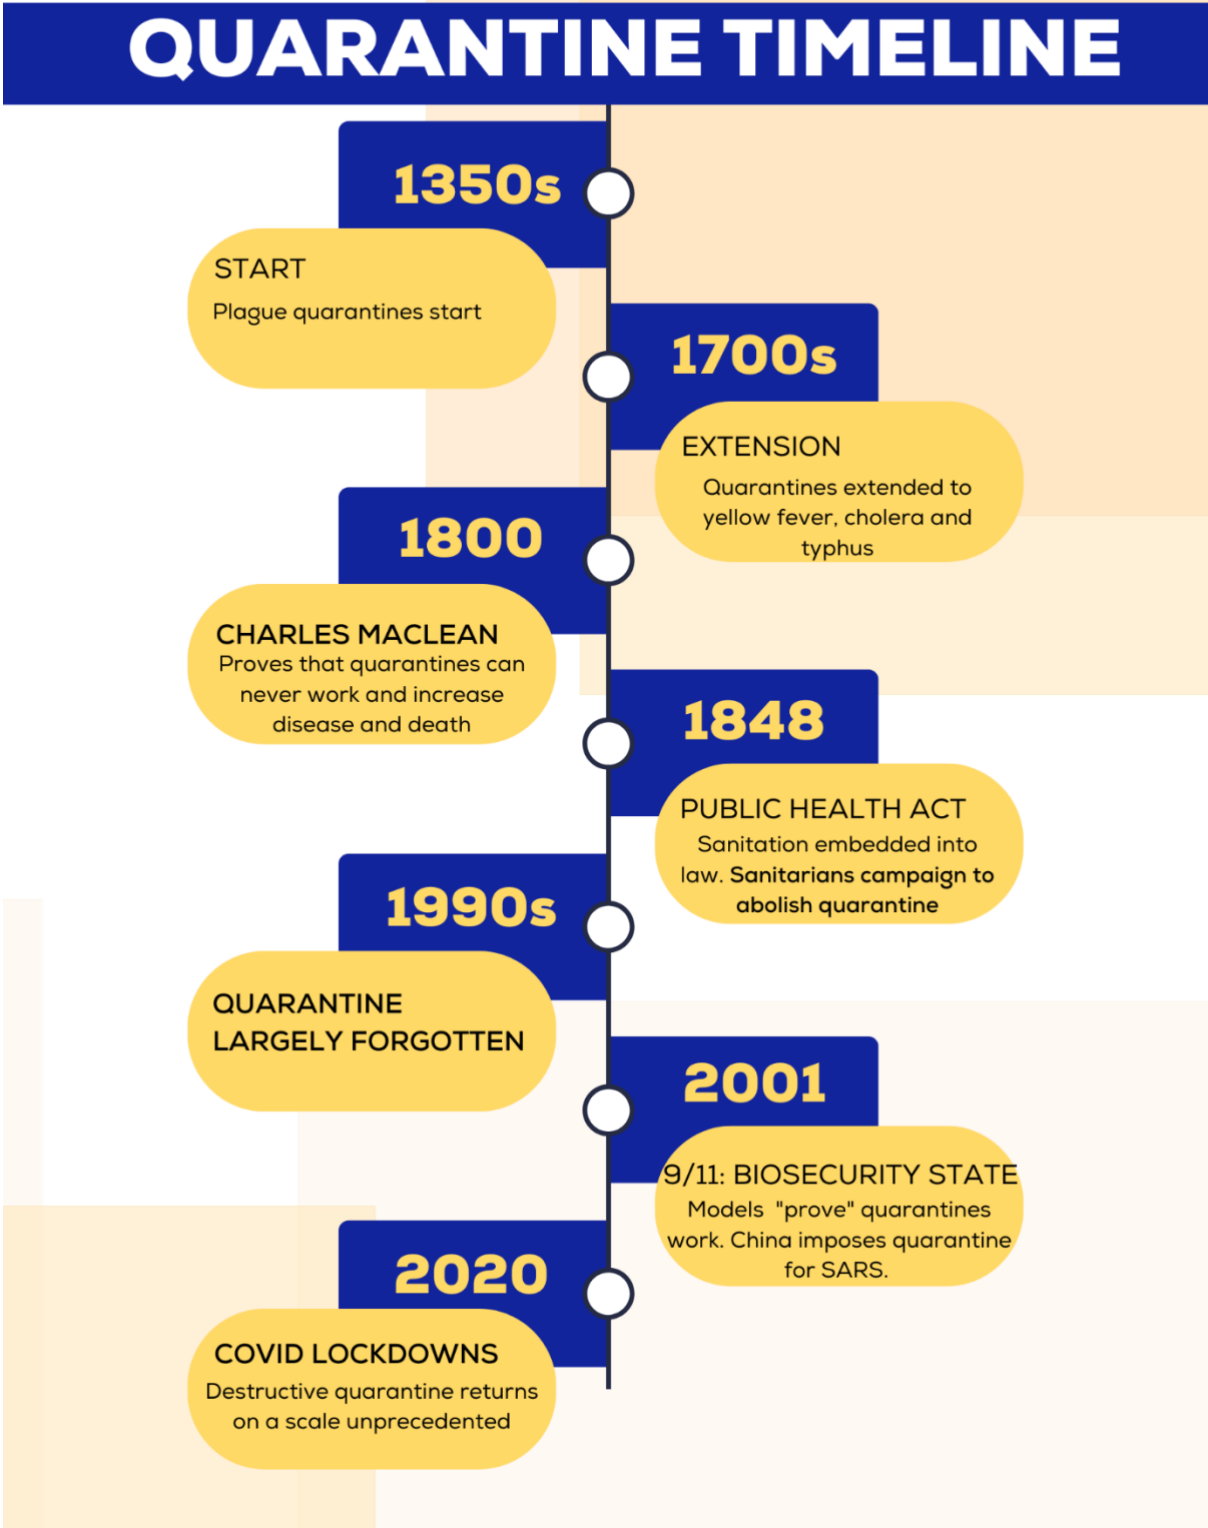 QUARANTINE TIMELINE
1350s
START
Plague quarantines start
1700s
EXTENSION
Quarantines extended to
yellow fever, cholera and
typhus
1800
CHARLES MACLEAN
Proves that quarantines can
never work and increase
disease and death
1848
PUBLIC HEALTH ACT
Sanitation embedded into
law. Sanitarians campaign to
abolish quarantine
1990s
QUARANTINE
LARGELY FORGOTTEN
2001
9/11: BIOSECURITY STATE
Models "prove" quarantines
work. China imposes quarantine
for SARS.
2020
COVID LOCKDOWNS
Destructive quarantine returns
on a scale unprecedented